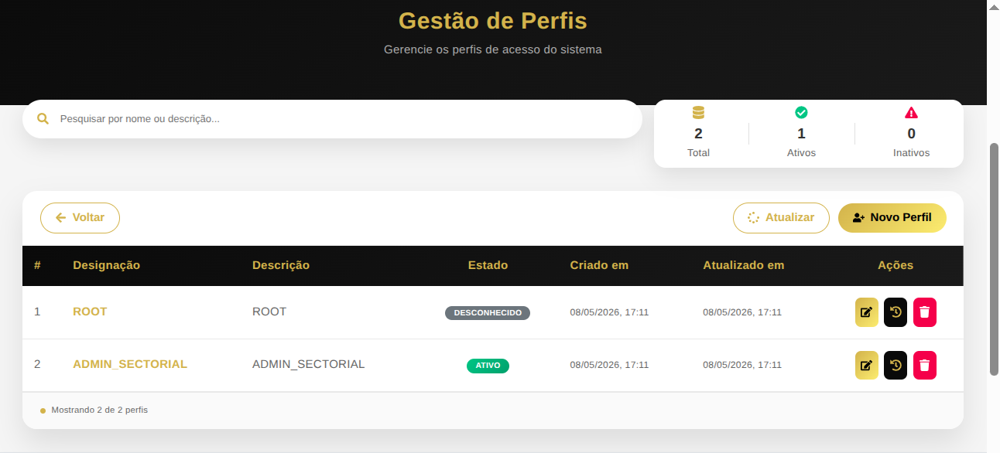 Gestão de Perfis
Gerencie os perfis de acesso do sistema
Pesquisar por nome ou descrição...
2 1 0
Total Ativos Inativos
Voltar Atualizar Novo Perfil
# Designação Descrição Estado Criado em Atualizado em Ações
1 ROOT ROOT DESCONHECIDO 08/05/2026, 17:11 08/05/2026, 17:11
2 ADMIN_SECTORIAL ADMIN_SECTORIAL ATIVO 08/05/2026, 17:11 08/05/2026, 17:11
Mostrando 2 de 2 perfis